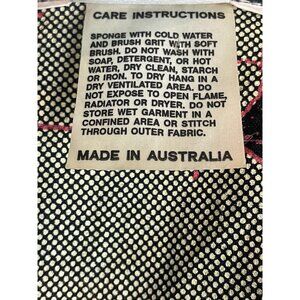 CARE INSTRUCTIONS
SPONGE WITH COLD WATER
AND BRUSH GRIT WITH SOFT
BRUSH. DO NOT WASH WITH
SOAP, DETERGENT, OR HOT
WATER, DRY CLEAN, STARCH
OR IRON. TO DRY HANG IN A
DRY VENTILATED AREA. DO
NOT EXPOSE TO OPEN FLAME,
RADIATOR OR DRYER. DO NOT
STORE WET GARMENT IN A
CONFINED AREA OR STITCH
THROUGH OUTER FABRIC.
MADE IN AUSTRALIA